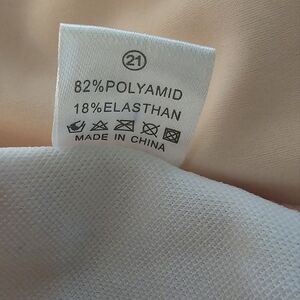 21
82%POLYAMID
18%ELASTHAN
MADE IN CHINA